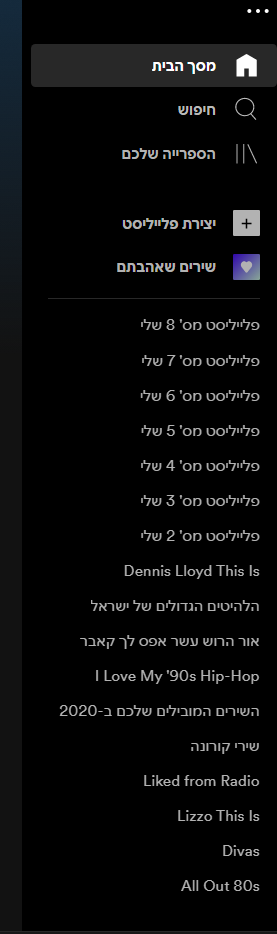 מסך הבית
חיפוש
הספרייה שלכם
יצירת פלייליסט
שירים שאהבתם
פלייליסט מס' 8 שלי
פלייליסט מס' 7 שלי
פלייליסט מס' 6 שלי
פלייליסט מס' 5 שלי
פלייליסט מס' 4 שלי
פלייליסט מס' 3 שלי
פלייליסט מס' 2 שלי
Dennis Lloyd This Is
הלהיטים הגדולים של ישראל
אור הרוש עשר אפס לך קאבר
I Love My '90s Hip-Hop
השירים המובילים שלכם ב-2020
שירי קורונה
Liked from Radio
Lizzo This Is
Divas
All Out 80s